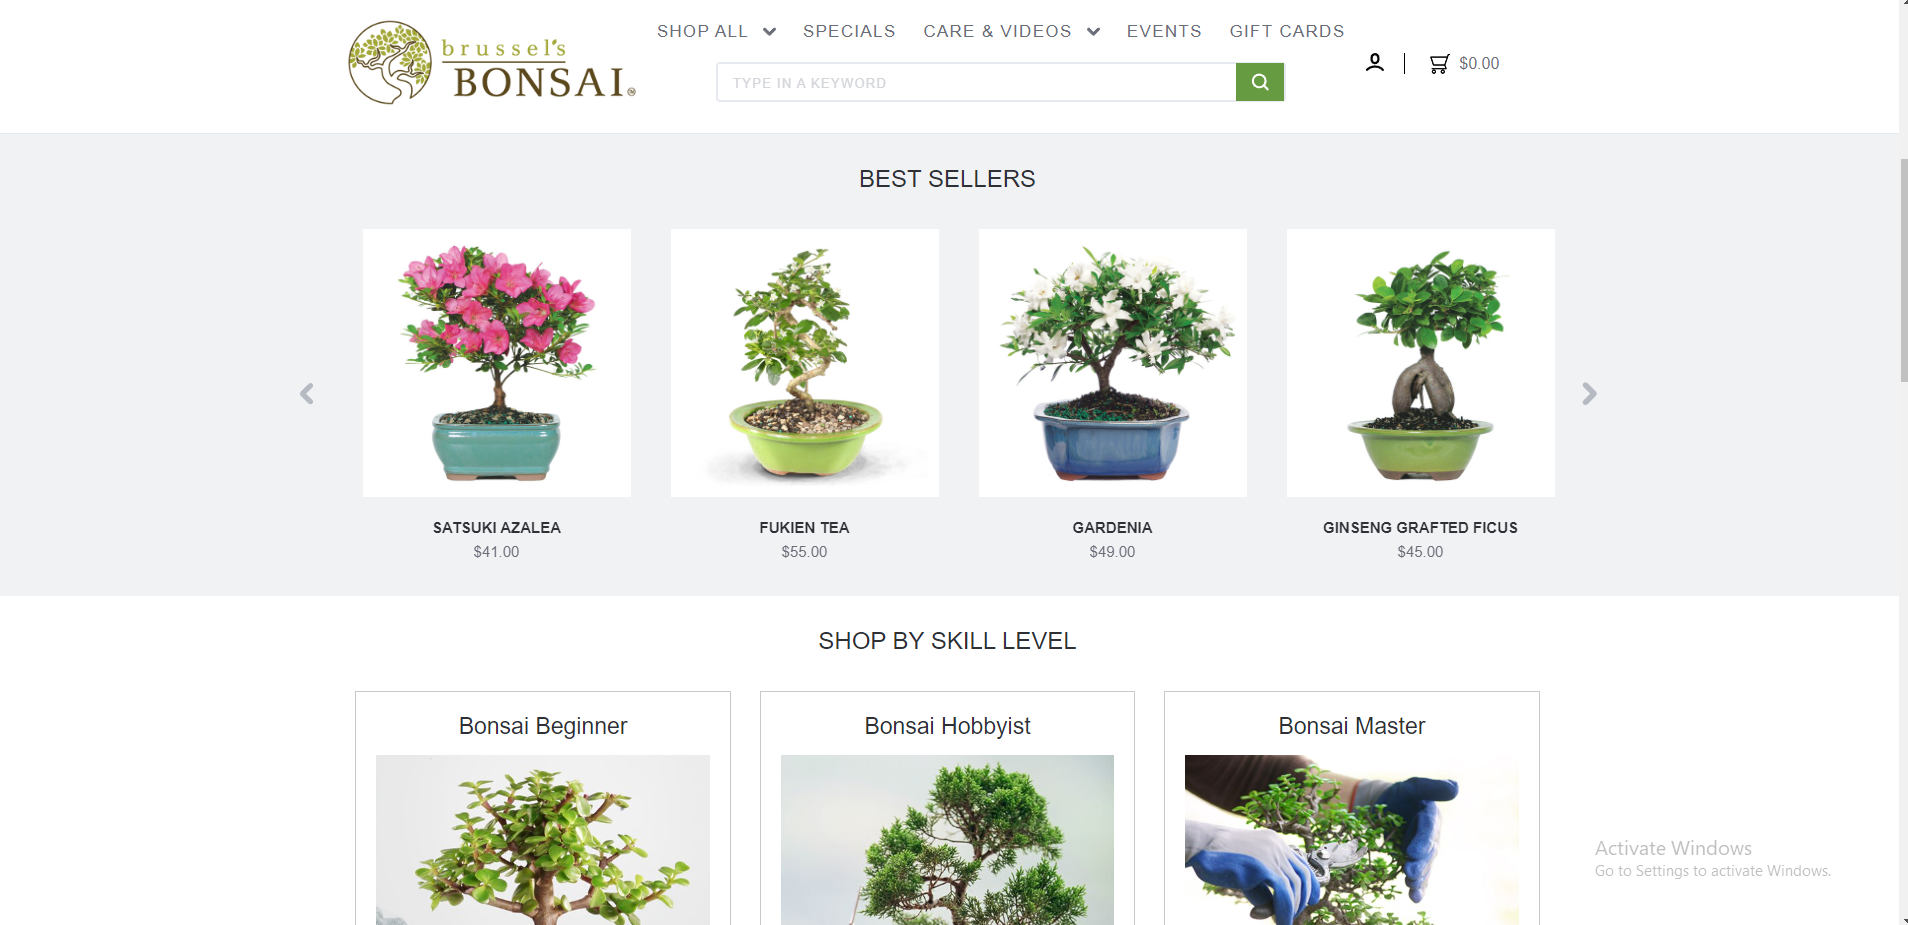 brussel's
BONSAI
SHOP ALL
SPECIALS
CARE & VIDEOS
EVENTS
GIFT CARDS
TYPE IN A KEYWORD
$0.00
BEST SELLERS
SATSUKI AZALEA
$41.00
FUKIEN TEA
$55.00
GARDENIA
$49.00
GINSENG GRAFTED FICUS
$45.00
SHOP BY SKILL LEVEL
Bonsai Beginner
Bonsai Hobbyist
Bonsai Master
Activate Windows
Go to Settings to activate Windows.